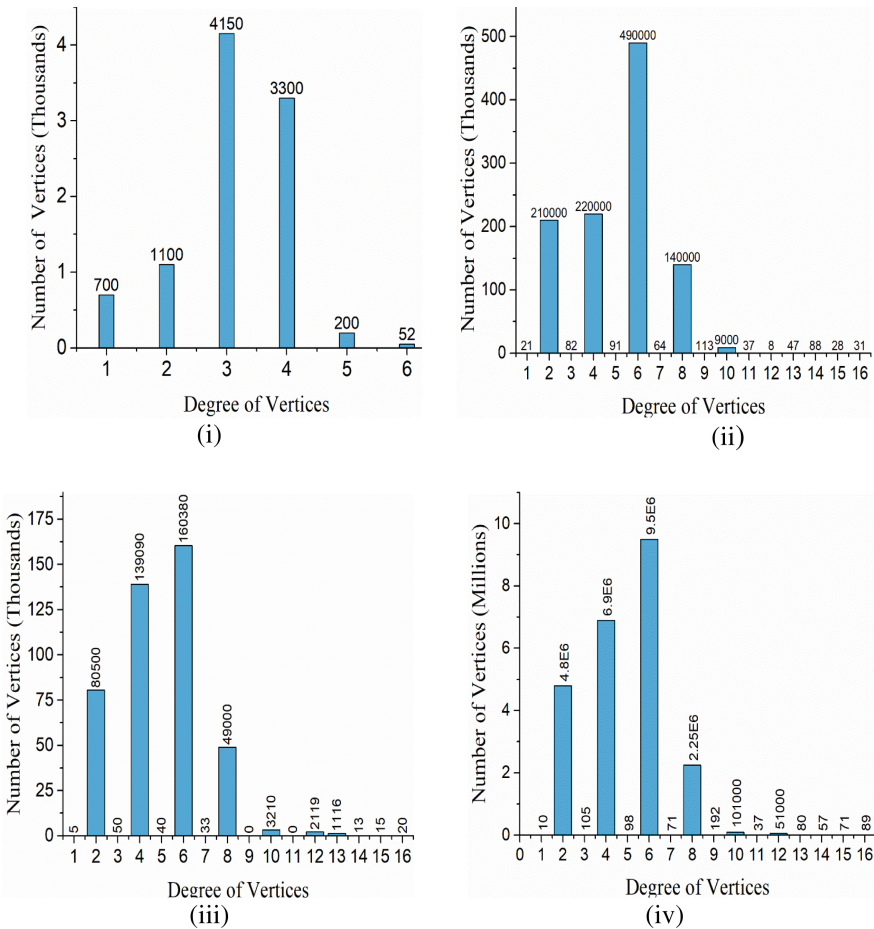 Number of Vertices (Thousands)
4
3
2
1
0
700
1100
4150
3300
200
52
1 2 3 4 5 6
Degree of Vertices
(i)
Number of Vertices (Thousands)
500
400
300
200
100
0
21 210000 82 220000 91 490000 64 140000 113 9000 37 8 47 88 28 31
1 2 3 4 5 6 7 8 9 10 11 12 13 14 15 16
Degree of Vertices
(ii)
Number of Vertices (Thousands)
175
150
125
100
75
50
25
0
5 80500 50 139090 40 160380 33 49000 0 3210 0 2119 1116 13 15 20
1 2 3 4 5 6 7 8 9 10 11 12 13 14 15 16
Degree of Vertices
(iii)
Number of Vertices (Millions)
10
8
6
4
2
0
10 4.8E6 105 6.9E6 98 9.5E6 71 2.25E6 192 101000 37 51000 80 57 71 89
0 1 2 3 4 5 6 7 8 9 10 11 12 13 14 15 16
Degree of Vertices
(iv)